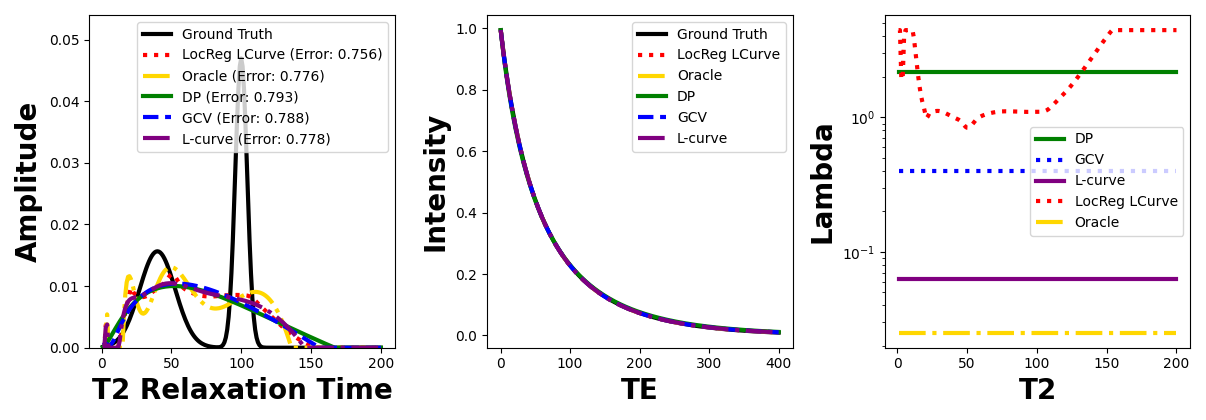 Amplitude
0.05
0.04
0.03
0.02
0.01
0.00
Ground Truth
LocReg LCurve (Error: 0.756)
Oracle (Error: 0.776)
DP (Error: 0.793)
GCV (Error: 0.788)
L-curve (Error: 0.778)
0 50 100 150 200
T2 Relaxation Time
Intensity
1.0
0.8
0.6
0.4
0.2
0.0
Ground Truth
LocReg LCurve
Oracle
DP
GCV
L-curve
0 100 200 300 400
TE
Lambda
10⁰
10⁻¹
DP
GCV
L-curve
LocReg LCurve
Oracle
0 50 100 150 200
T2